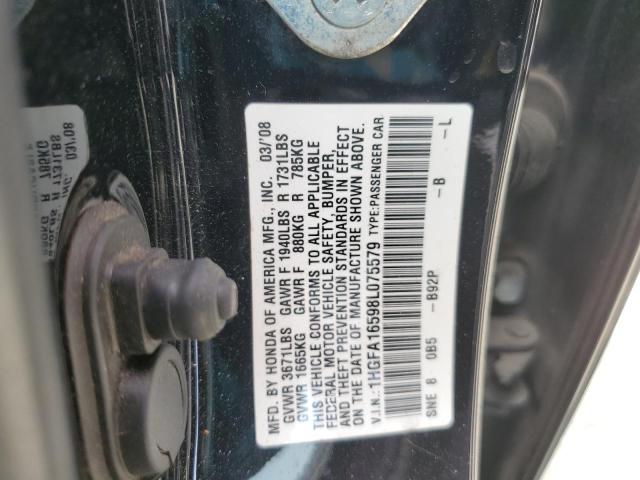 MFD. BY HONDA OF AMERICA MFG., INC. 03/'08
GVWR 3671LBS GAWR F 1940LBS R 1731LBS
GVWR 1665KG GAWR F 880KG R 785KG
THIS VEHICLE CONFORMS TO ALL APPLICABLE
FEDERAL MOTOR VEHICLE SAFETY, BUMPER,
AND THEFT PREVENTION STANDARDS IN EFFECT
ON THE DATE OF MANUFACTURE SHOWN ABOVE.
V.I.N.: 1HGFA16598L075579 TYPE:PASSENGER CAR
SNE 8 0B5 - B92P - B - L